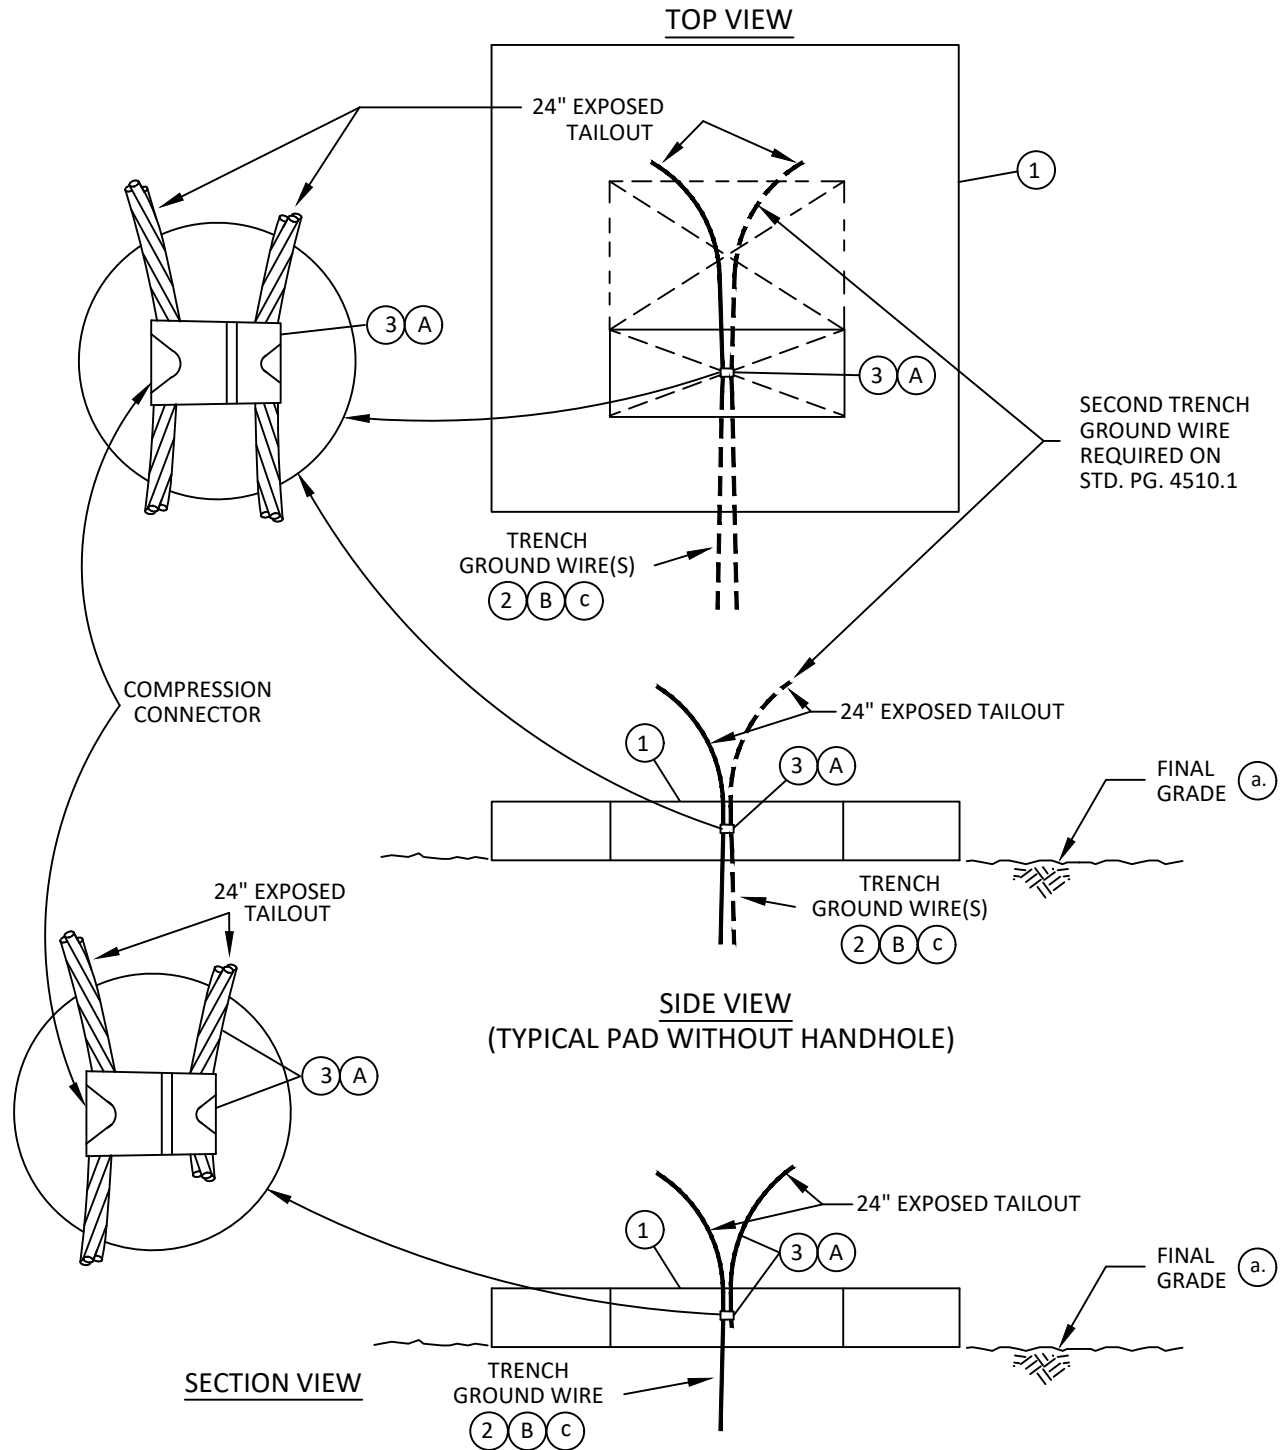 TOP VIEW
24" EXPOSED
TAILOUT
1
3 A
3 A
SECOND TRENCH
GROUND WIRE
REQUIRED ON
STD. PG. 4510.1
TRENCH
GROUND WIRE(S)
2 B c
COMPRESSION
CONNECTOR
24" EXPOSED TAILOUT
1
3 A
FINAL
GRADE a.
TRENCH
GROUND WIRE(S)
2 B c
24" EXPOSED
TAILOUT
SIDE VIEW
(TYPICAL PAD WITHOUT HANDHOLE)
3 A
24" EXPOSED TAILOUT
1
3 A
FINAL
GRADE a.
SECTION VIEW
TRENCH
GROUND WIRE
2 B c